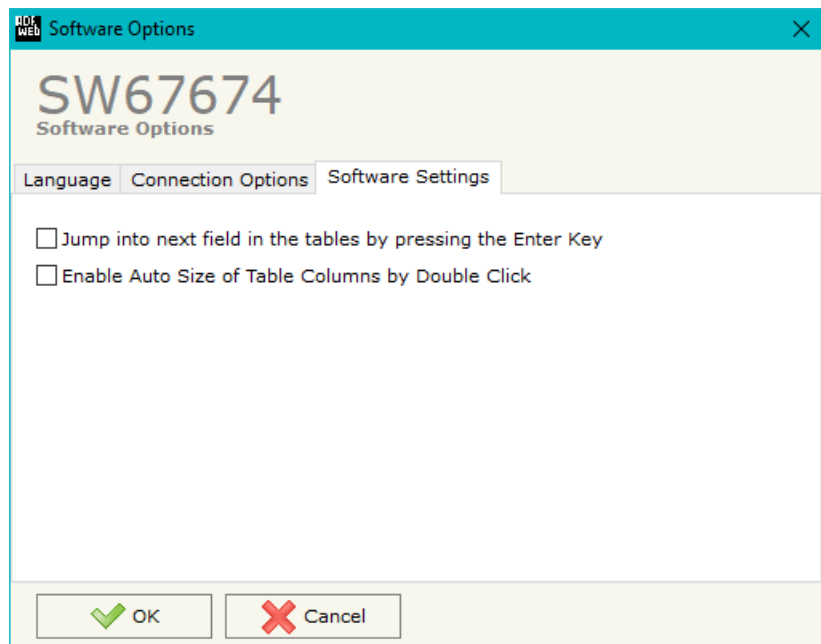 ADF
WEB
Software Options
SW67674
Software Options
Language
Connection Options
Software Settings
Jump into next field in the tables by pressing the Enter Key
Enable Auto Size of Table Columns by Double Click
OK
Cancel